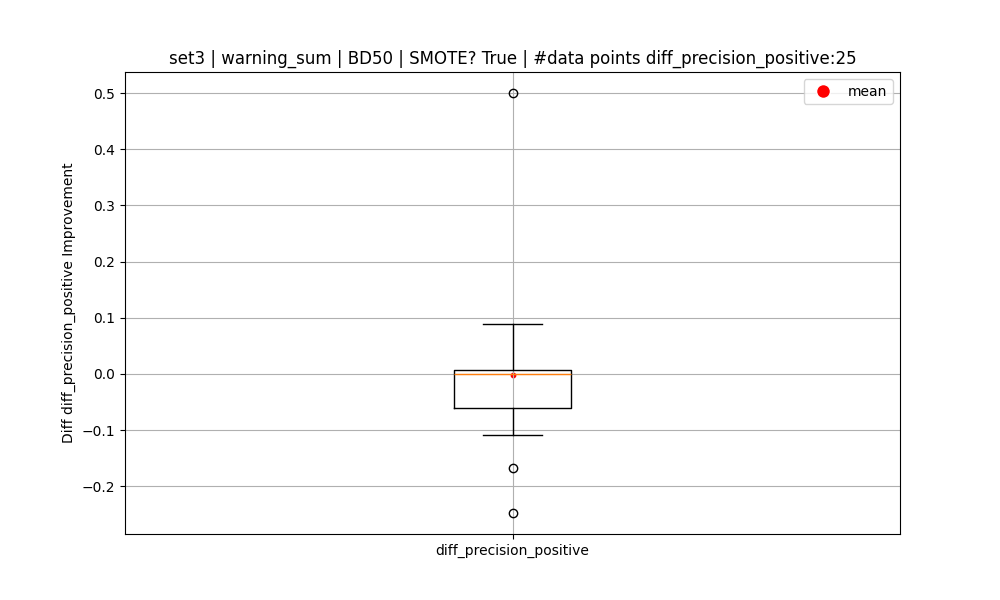 set3 | warning_sum | BD50 | SMOTE? True | #data points diff_precision_positive:25
mean
Diff diff_precision_positive Improvement
0.5
0.4
0.3
0.2
0.1
0.0
−0.1
−0.2
diff_precision_positive